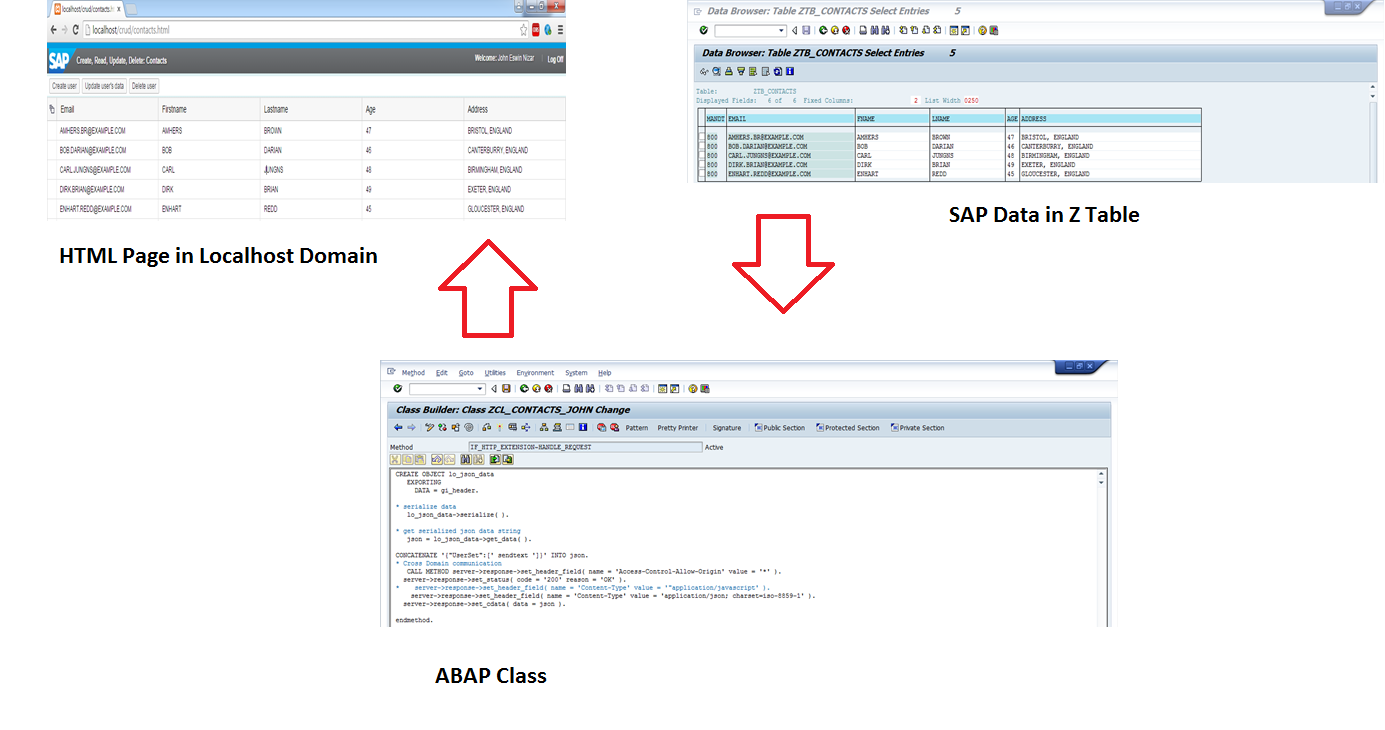 localhost/crud/contacts.h
localhost/crud/contacts.html
SAP Create, Read, Update, Delete: Contacts Welcome: John Erswin Nizar Log Off
Create user Update user's data Delete user
Email Firstname Lastname Age Address
AMHERS.BR@EXAMPLE.COM AMHERS BROWN 47 BRISTOL, ENGLAND
BOB.DARIAN@EXAMPLE.COM BOB DARIAN 46 CANTERBURRY, ENGLAND
CARL.JUNGNS@EXAMPLE.COM CARL JUNGNS 48 BIRMINGHAM, ENGLAND
DIRK.BRIAN@EXAMPLE.COM DIRK BRIAN 49 EXETER, ENGLAND
ENHART.REDD@EXAMPLE.COM ENHART REDD 45 GLOUCESTER, ENGLAND
HTML Page in Localhost Domain
Data Browser: Table ZTB_CONTACTS Select Entries 5
Data Browser: Table ZTB_CONTACTS Select Entries 5
Table: ZTB_CONTACTS
Displayed Fields: 6 of 6 Fixed Columns: 2 List Width 0250
MANDT EMAIL FNAME LNAME AGE ADDRESS
800 AMHERS.BR@EXAMPLE.COM AMHERS BROWN 47 BRISTOL, ENGLAND
800 BOB.DARIAN@EXAMPLE.COM BOB DARIAN 46 CANTERBURRY, ENGLAND
800 CARL.JUNGNS@EXAMPLE.COM CARL JUNGNS 48 BIRMINGHAM, ENGLAND
800 DIRK.BRIAN@EXAMPLE.COM DIRK BRIAN 49 EXETER, ENGLAND
800 ENHART.REDD@EXAMPLE.COM ENHART REDD 45 GLOUCESTER, ENGLAND
SAP Data in Z Table
Method Edit Goto Utilities Environment System Help
Class Builder: Class ZCL_CONTACTS_JOHN Change
Pattern Pretty Printer Signature Public Section Protected Section Private Section
Method IF_HTTP_EXTENSION~HANDLE_REQUEST Active
CREATE OBJECT lo_json_data
EXPORTING
DATA = gi_header.
* serialize data
lo_json_data->serialize( ).
* get serialized json data string
json = lo_json_data->get_data( ).
CONCATENATE '{"UserSet":[' sendtext ']}' INTO json.
* Cross Domain communication
CALL METHOD server->response->set_header_field( name = 'Access-Control-Allow-Origin' value = '*' ).
server->response->set_status( code = '200' reason = 'OK' ).
* server->response->set_header_field( name = 'Content-Type' value = '"application/javascript' ).
server->response->set_header_field( name = 'Content-Type' value = 'application/json; charset=iso-8859-1' ).
server->response->set_cdata( data = json ).
endmethod.
ABAP Class